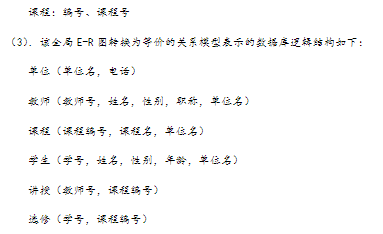 课程：编号、课程号
（3）．该全局 E-R 图转换为等价的关系模型表示的数据库逻辑结构如下：
单位（单位名，电话）
教师（教师号，姓名，性别，职称，单位名）
课程（课程编号，课程名，单位名）
学生（学号，姓名，性别，年龄，单位名）
讲授（教师号，课程编号）
选修（学号，课程编号）